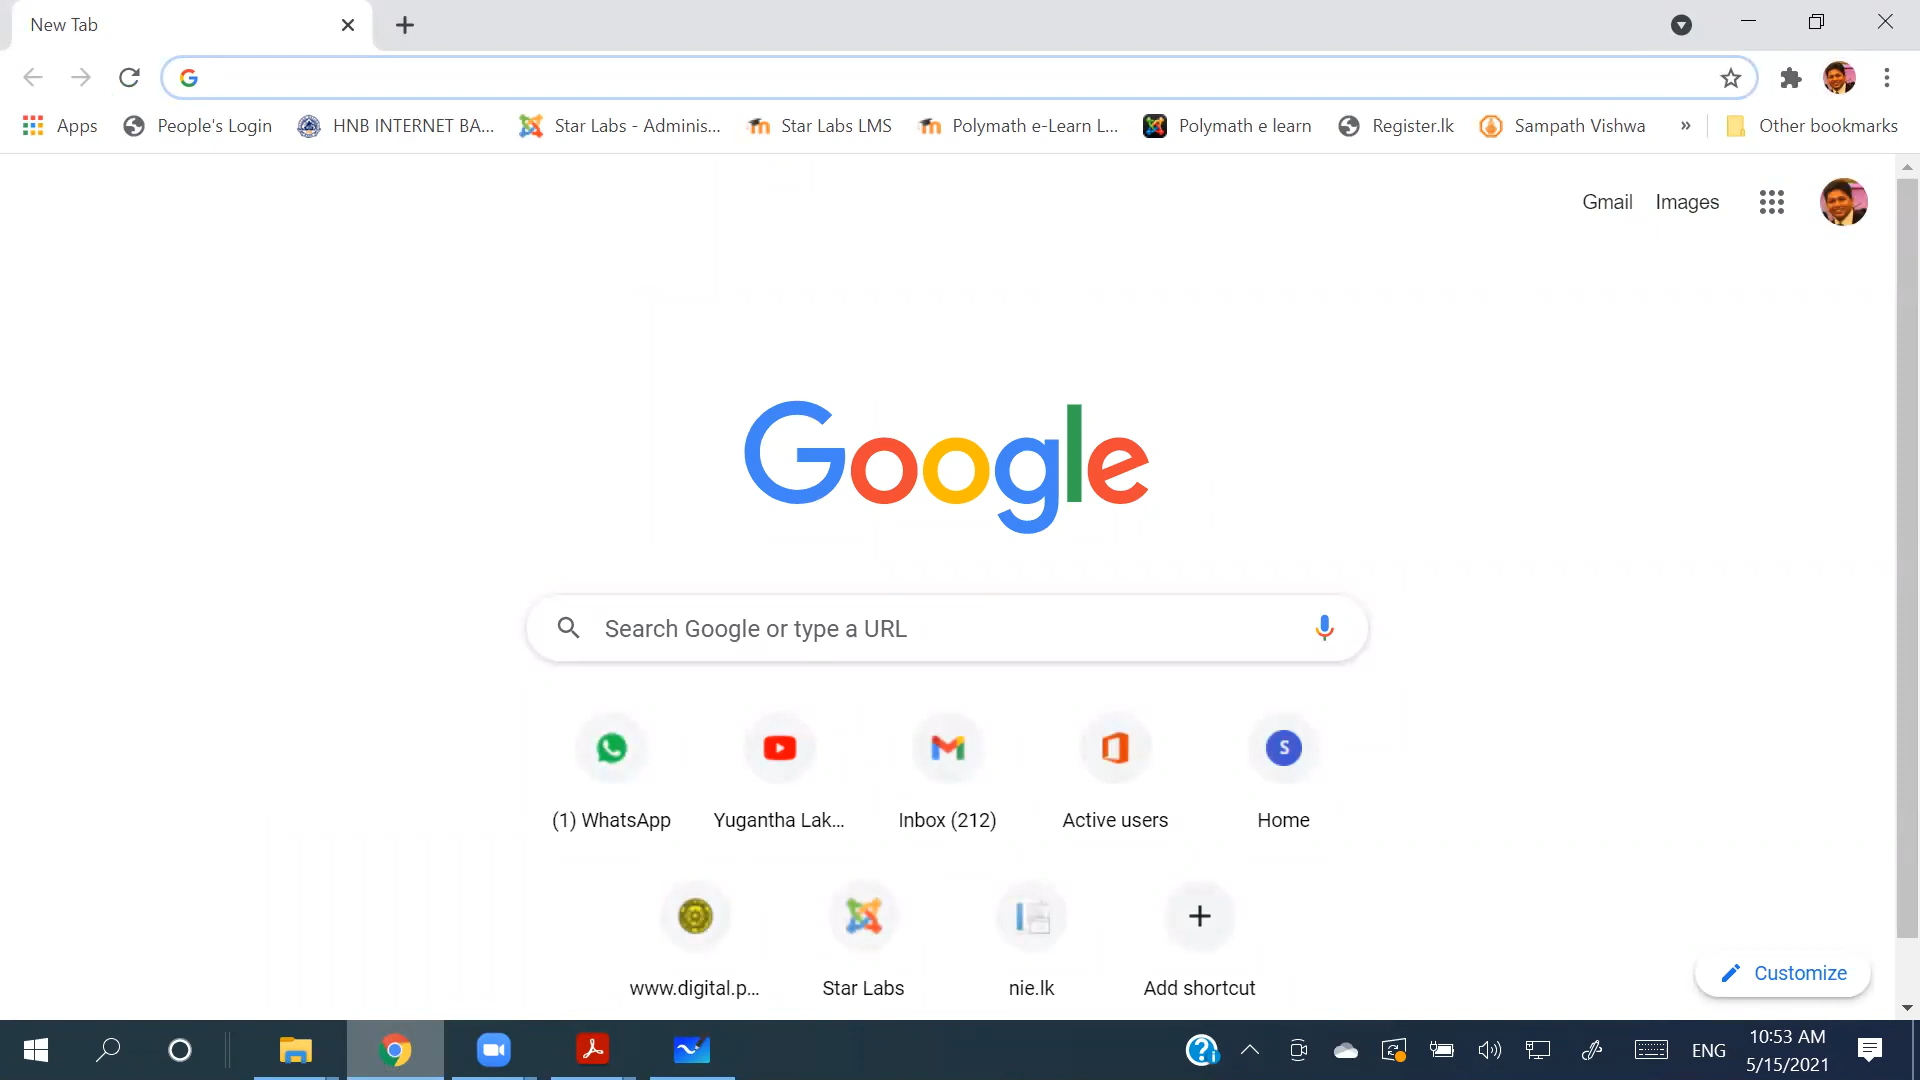 New Tab
Apps People's Login HNB INTERNET BA... Star Labs - Adminis... Star Labs LMS Polymath e-Learn L... Polymath e learn Register.lk Sampath Vishwa » Other bookmarks
Gmail Images
Google
Search Google or type a URL
S
(1) WhatsApp Yugantha Lak... Inbox (212) Active users Home
www.digital.p... Star Labs nie.lk Add shortcut
Customize
ENG 10:53 AM
5/15/2021